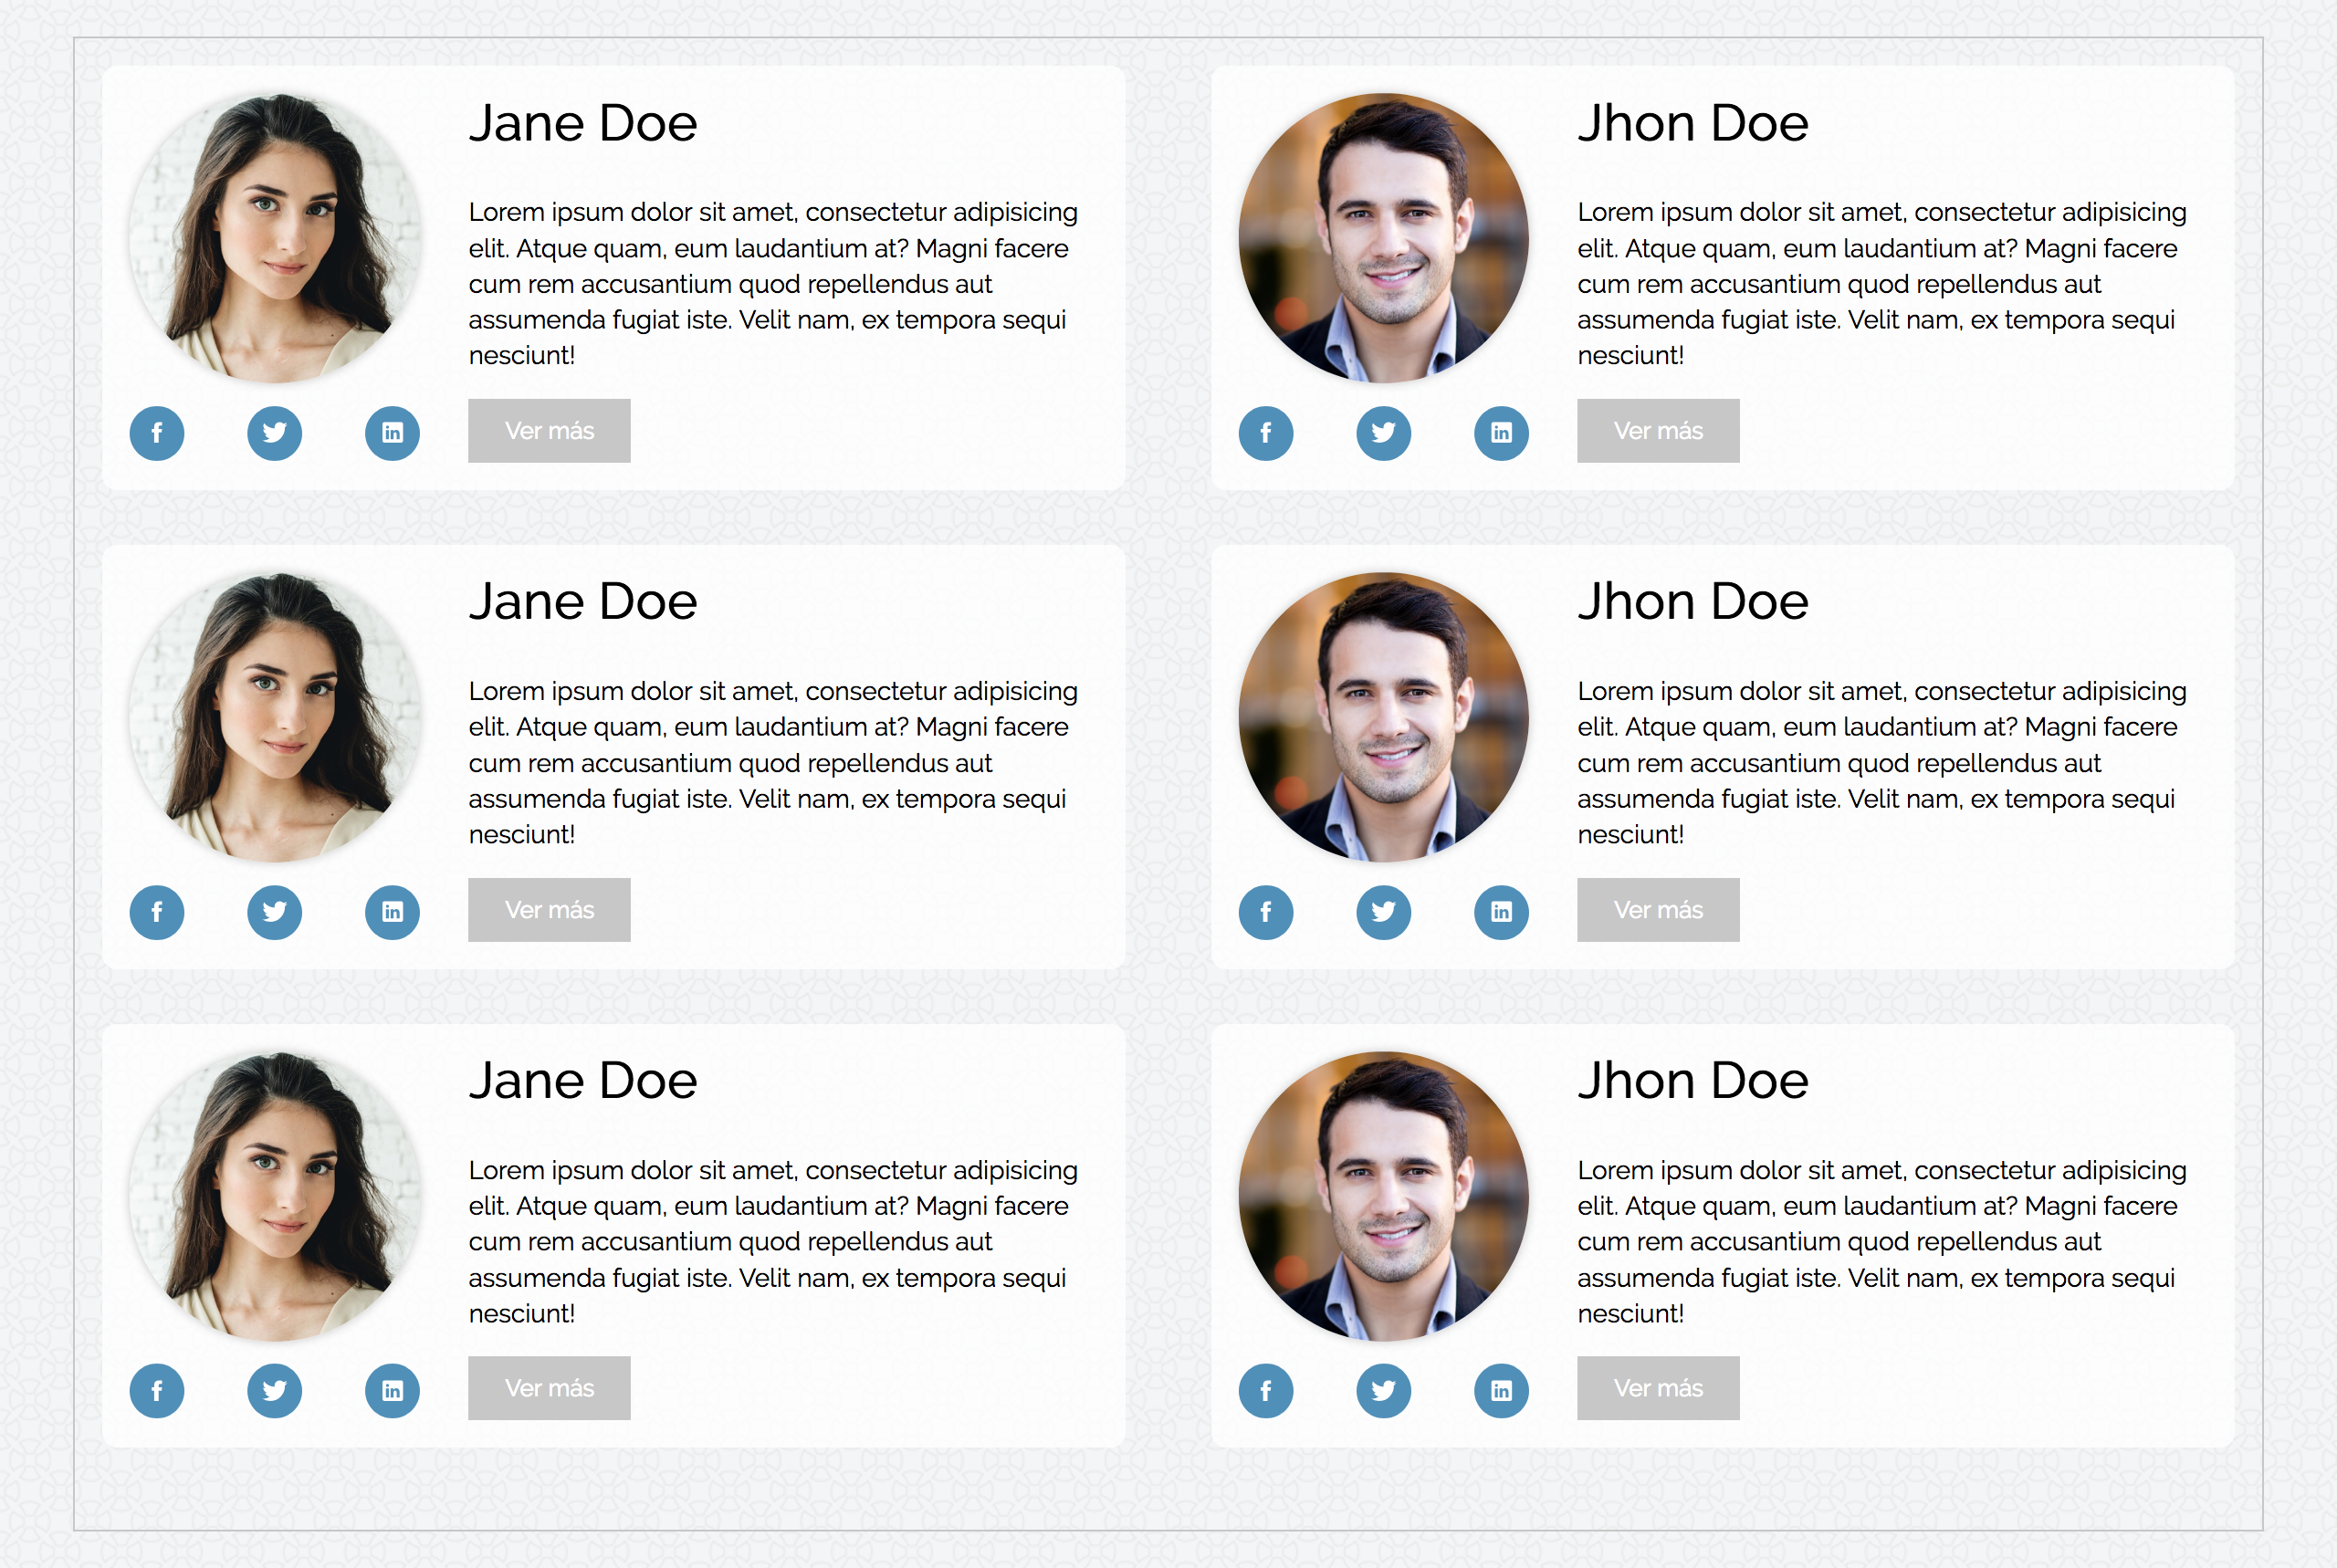 Jane Doe
Lorem ipsum dolor sit amet, consectetur adipisicing
elit. Atque quam, eum laudantium at? Magni facere
cum rem accusantium quod repellendus aut
assumenda fugiat iste. Velit nam, ex tempora sequi
nesciunt!
Ver más
Jhon Doe
Lorem ipsum dolor sit amet, consectetur adipisicing
elit. Atque quam, eum laudantium at? Magni facere
cum rem accusantium quod repellendus aut
assumenda fugiat iste. Velit nam, ex tempora sequi
nesciunt!
Ver más
Jane Doe
Lorem ipsum dolor sit amet, consectetur adipisicing
elit. Atque quam, eum laudantium at? Magni facere
cum rem accusantium quod repellendus aut
assumenda fugiat iste. Velit nam, ex tempora sequi
nesciunt!
Ver más
Jhon Doe
Lorem ipsum dolor sit amet, consectetur adipisicing
elit. Atque quam, eum laudantium at? Magni facere
cum rem accusantium quod repellendus aut
assumenda fugiat iste. Velit nam, ex tempora sequi
nesciunt!
Ver más
Jane Doe
Lorem ipsum dolor sit amet, consectetur adipisicing
elit. Atque quam, eum laudantium at? Magni facere
cum rem accusantium quod repellendus aut
assumenda fugiat iste. Velit nam, ex tempora sequi
nesciunt!
Ver más
Jhon Doe
Lorem ipsum dolor sit amet, consectetur adipisicing
elit. Atque quam, eum laudantium at? Magni facere
cum rem accusantium quod repellendus aut
assumenda fugiat iste. Velit nam, ex tempora sequi
nesciunt!
Ver más